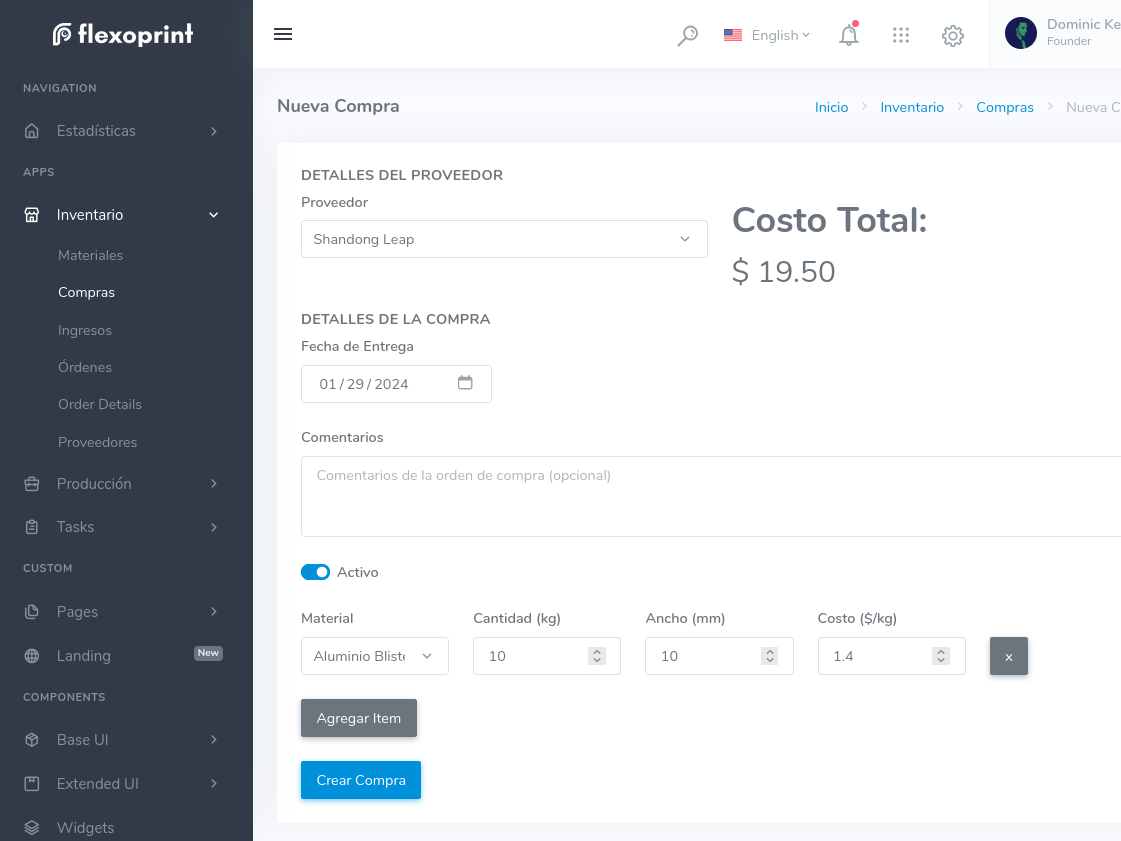 flexoprint
NAVIGATION
Estadísticas
APPS
Inventario
Materiales
Compras
Ingresos
Órdenes
Order Details
Proveedores
Producción
Tasks
CUSTOM
Pages
Landing New
COMPONENTS
Base UI
Extended UI
Widgets
English
Dominic Ke
Founder
Nueva Compra
Inicio > Inventario > Compras > Nueva C
DETALLES DEL PROVEEDOR
Proveedor
Shandong Leap
Costo Total:
$ 19.50
DETALLES DE LA COMPRA
Fecha de Entrega
01/29/2024
Comentarios
Comentarios de la orden de compra (opcional)
Activo
Material Cantidad (kg) Ancho (mm) Costo ($/kg)
Aluminio Bliste 10 10 1.4 x
Agregar Item
Crear Compra